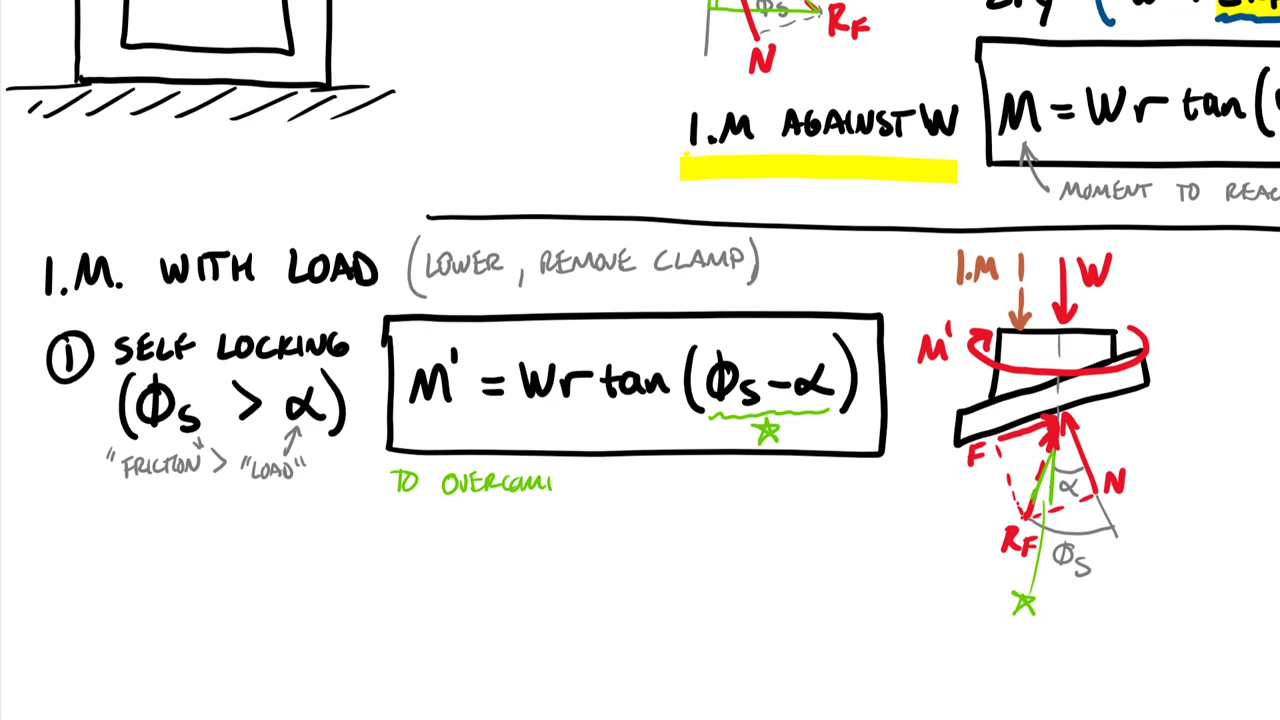 ϕs
RF
N
I.M AGAINST W
M = Wr tan(
MOMENT TO REAC
I.M. WITH LOAD (LOWER, REMOVE CLAMP)
① SELF LOCKING
(ϕs > α)
"FRICTION" > "LOAD"
M' = Wr tan (ϕs - α)
TO OVERCOM
I.M
W
M'
F
α
N
RF
ϕs